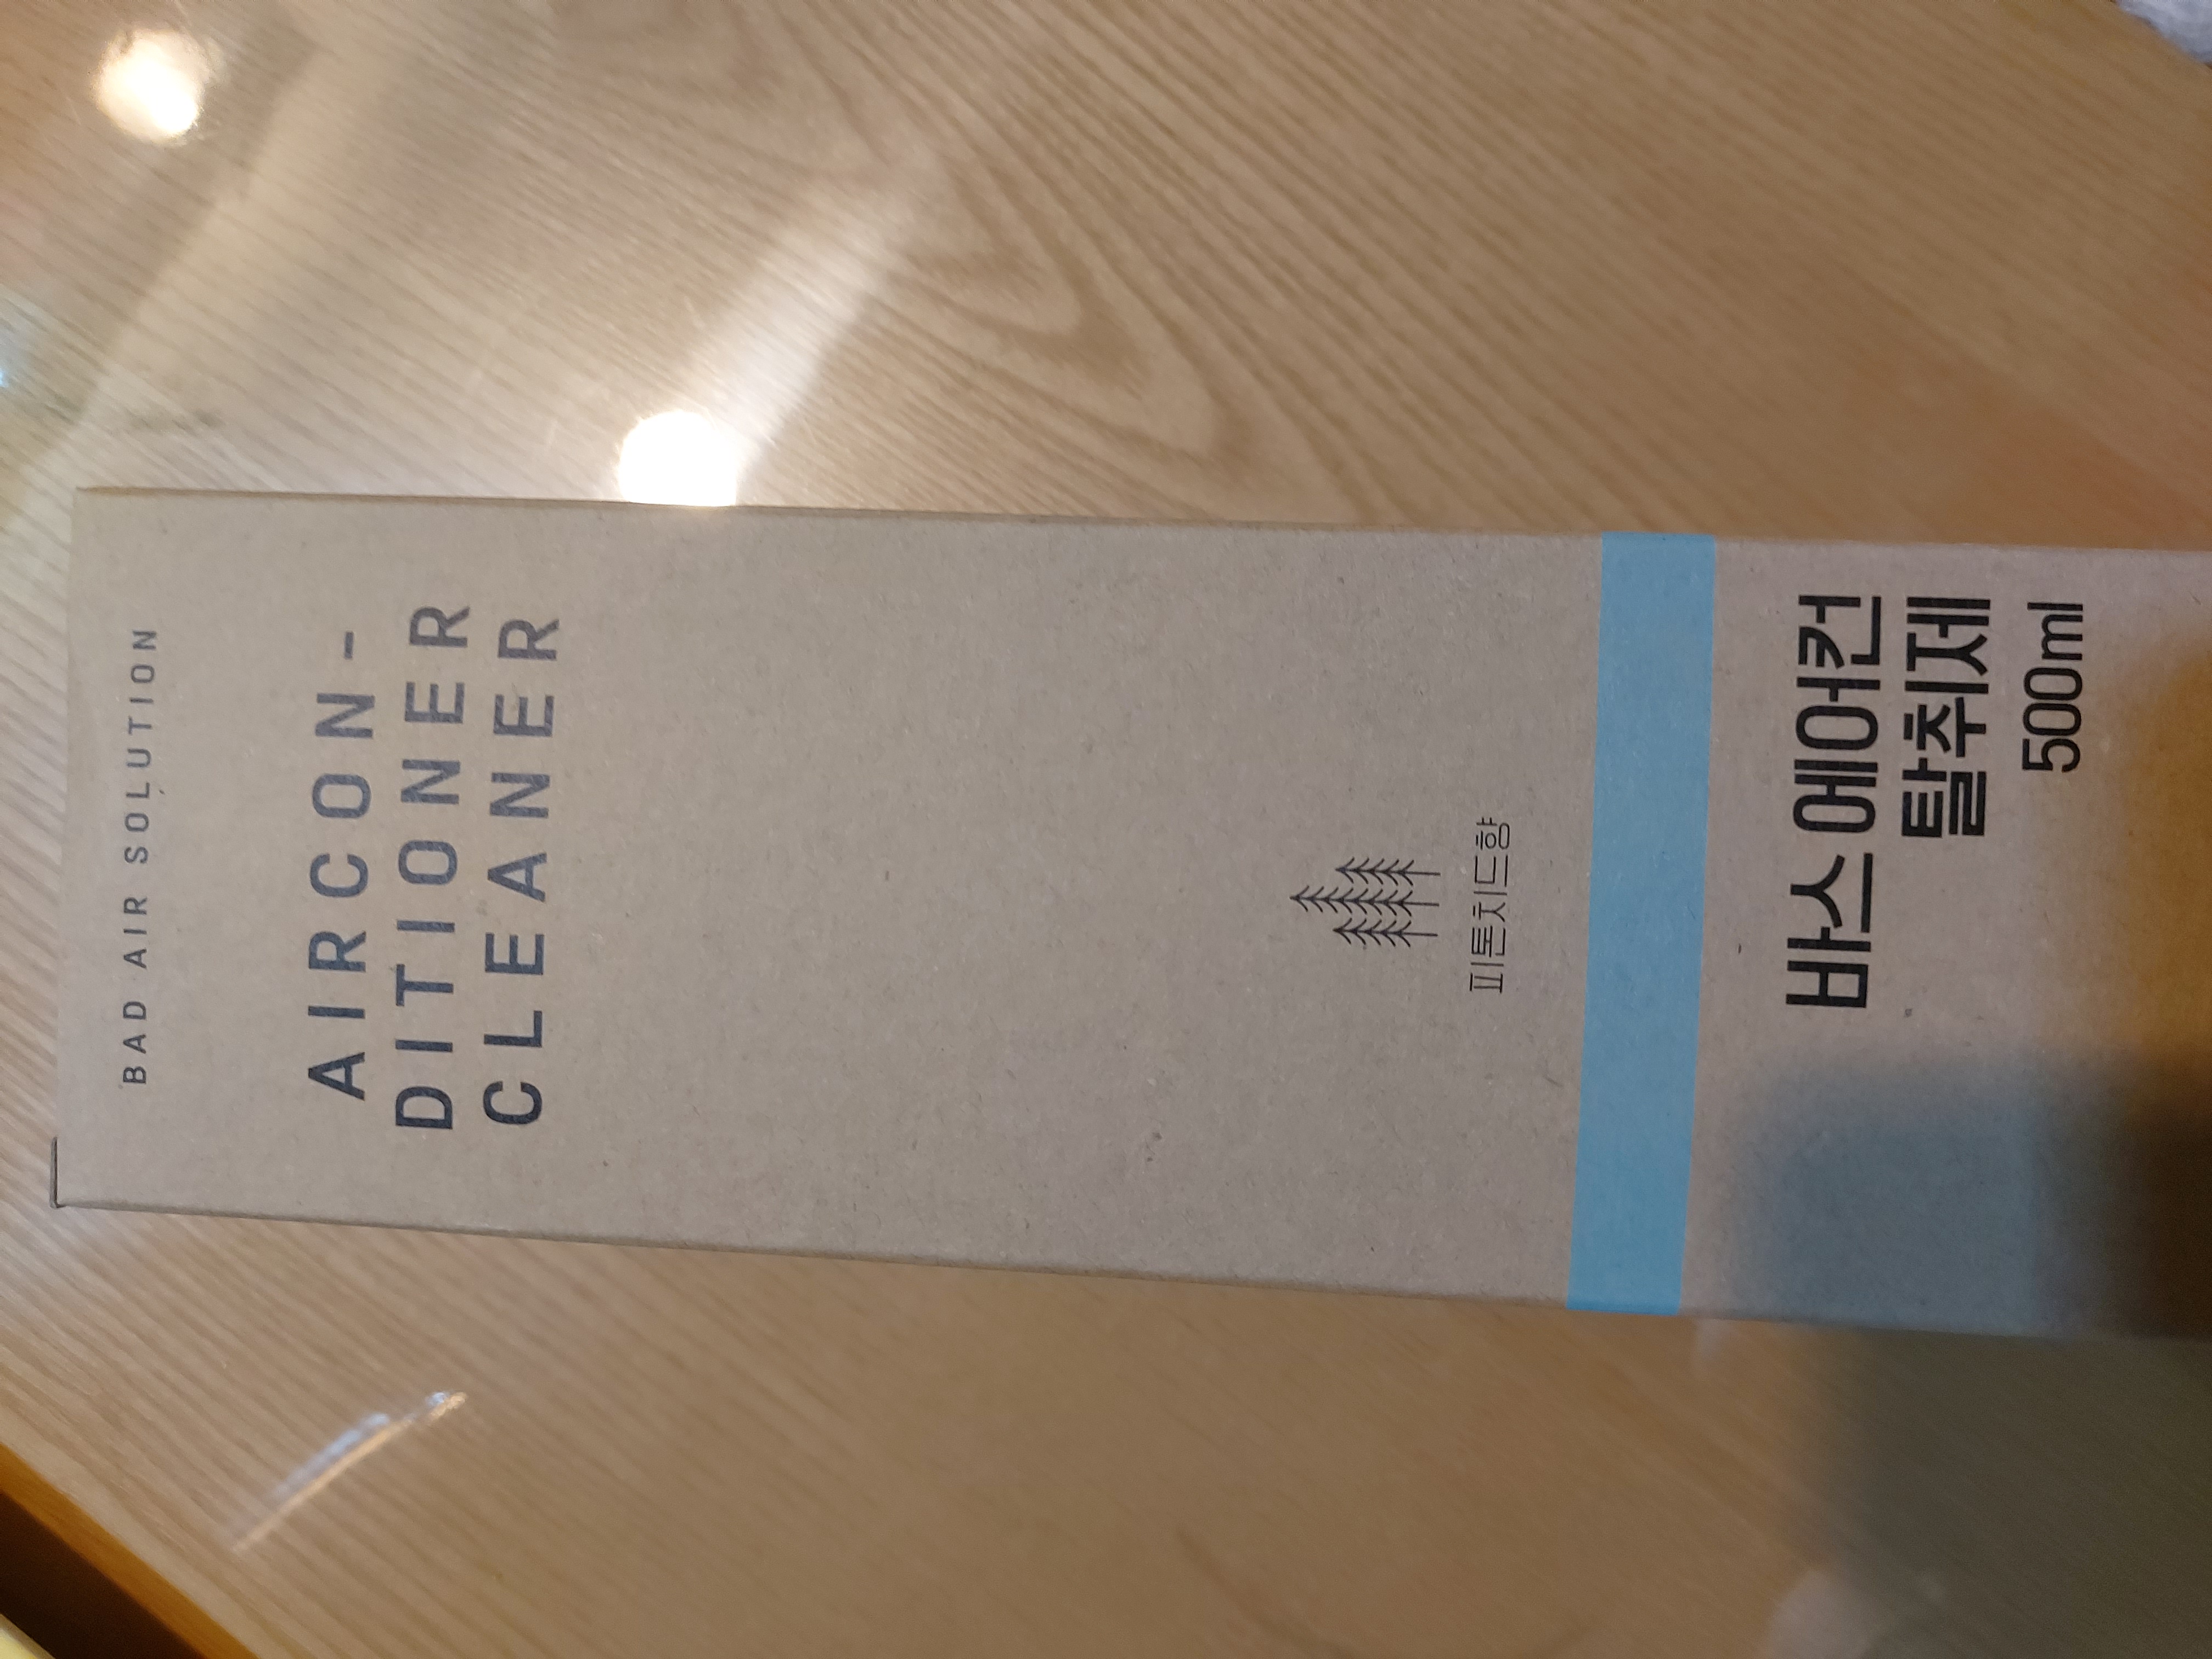 BAD AIR SOLUTION
AIRCON-
DITIONER
CLEANER
피톤치드향
바스 에어컨
탈취제
500ml